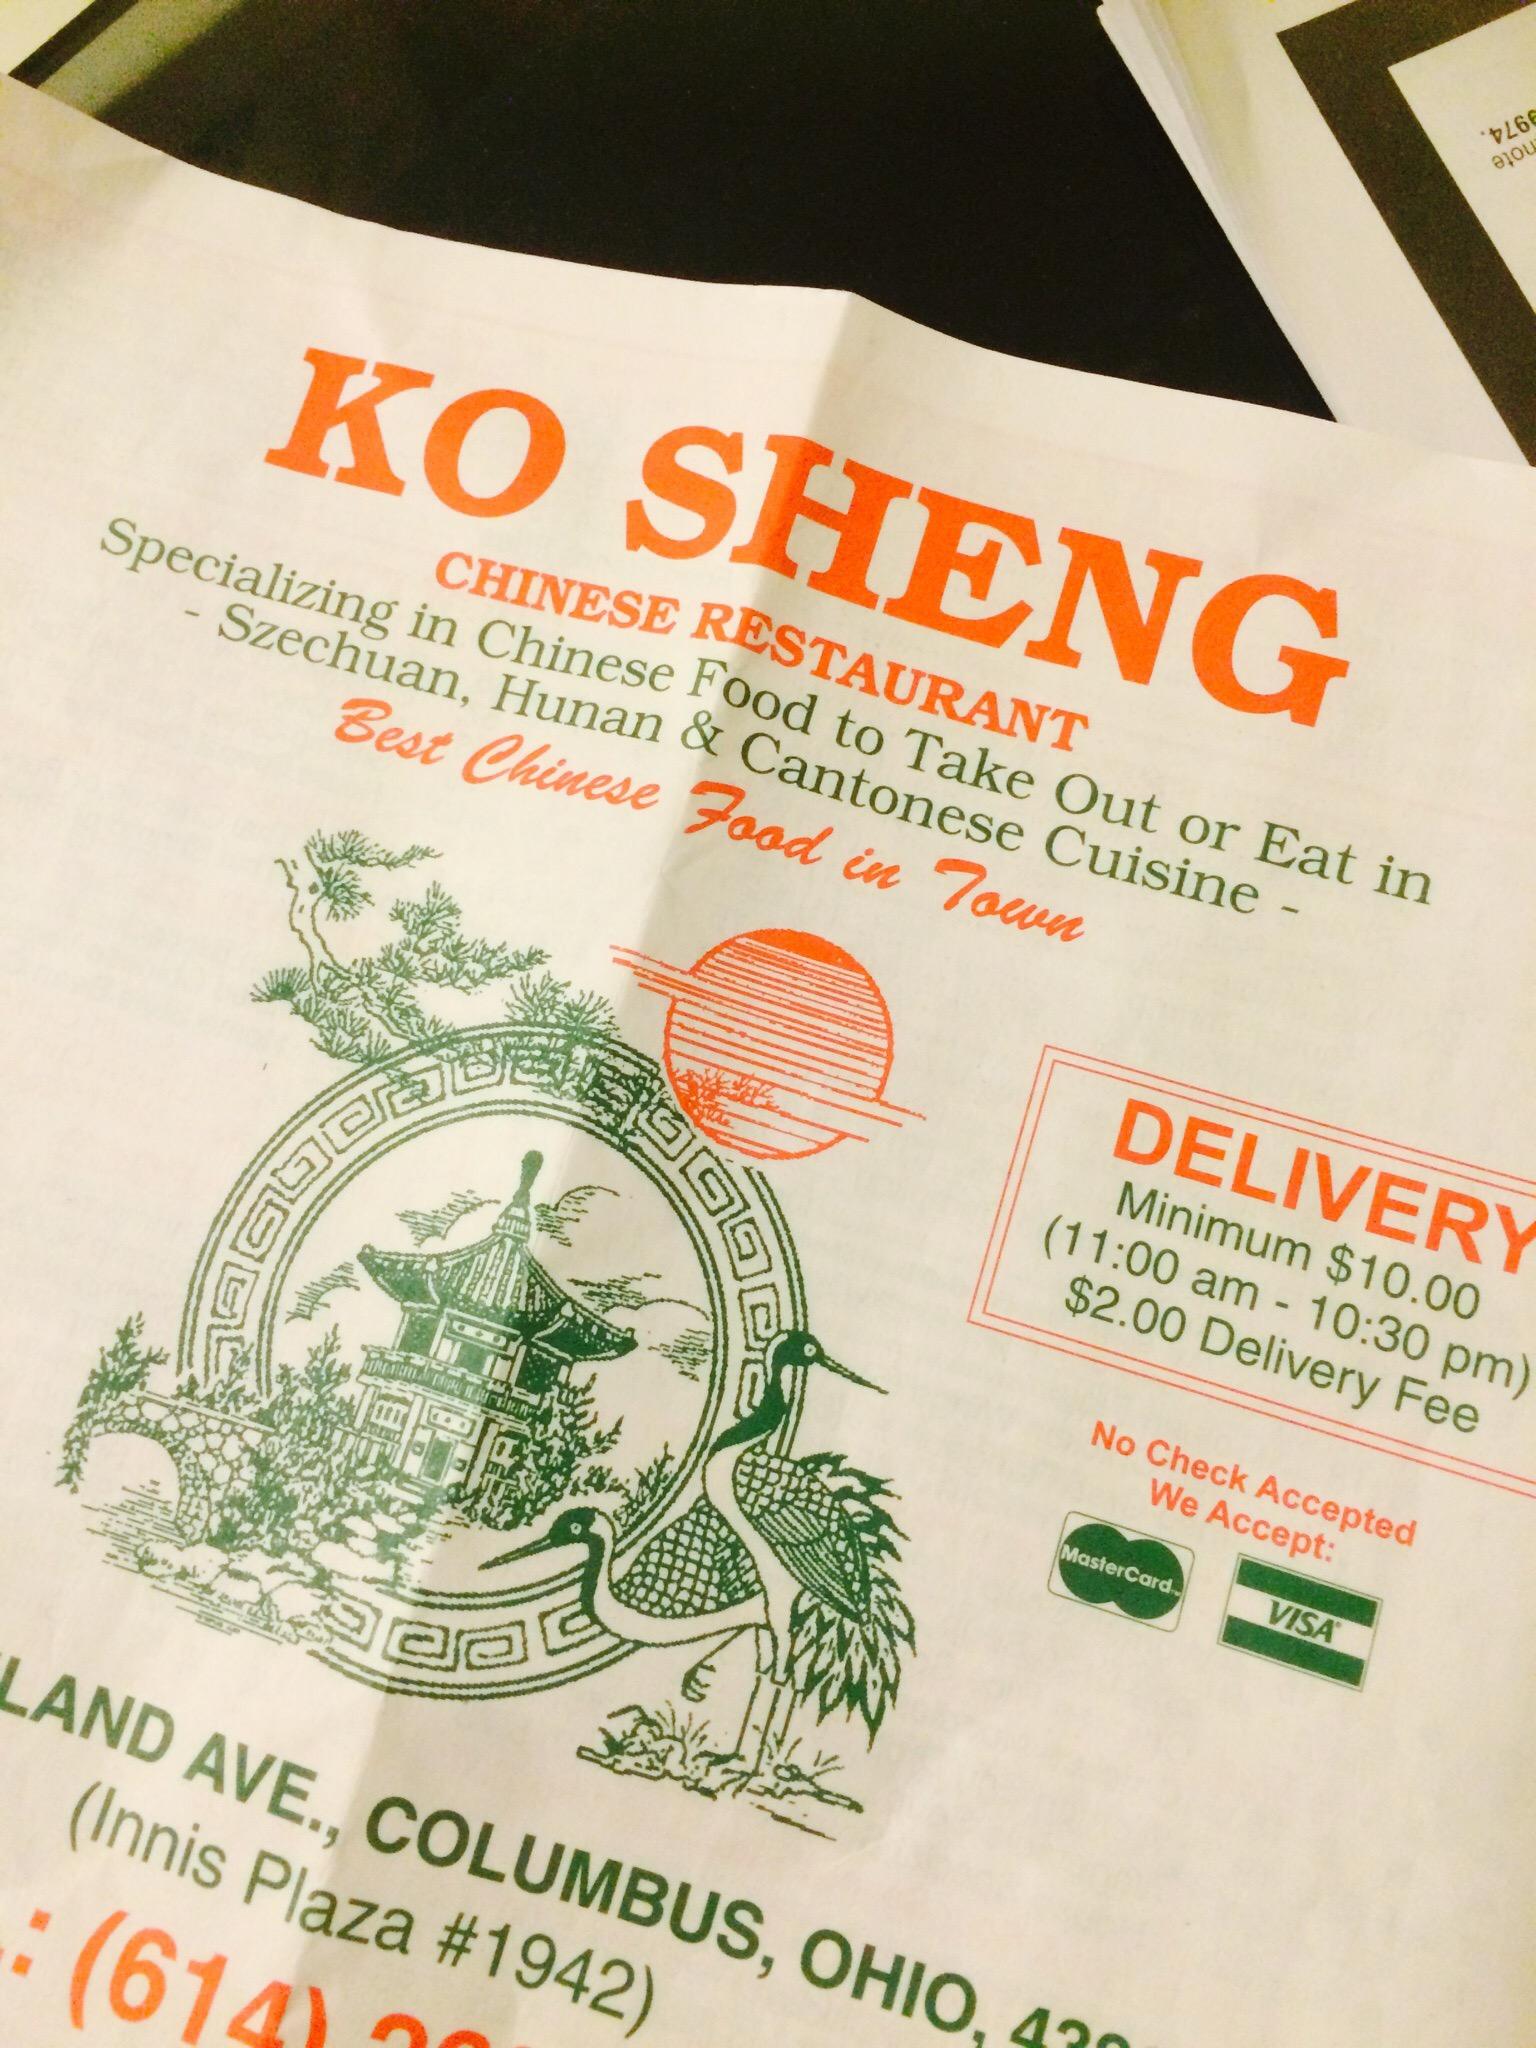 9974.
note
KO SHENG
CHINESE RESTAURANT
Specializing in Chinese Food to Take Out or Eat in
- Szechuan, Hunan & Cantonese Cuisine -
Best Chinese Food in Town
DELIVERY
Minimum $10.00
(11:00 am - 10:30 pm)
$2.00 Delivery Fee
No Check Accepted
We Accept:
MasterCard
VISA
LAND AVE., COLUMBUS, OHIO,
(Innis Plaza #1942)
.: (614)